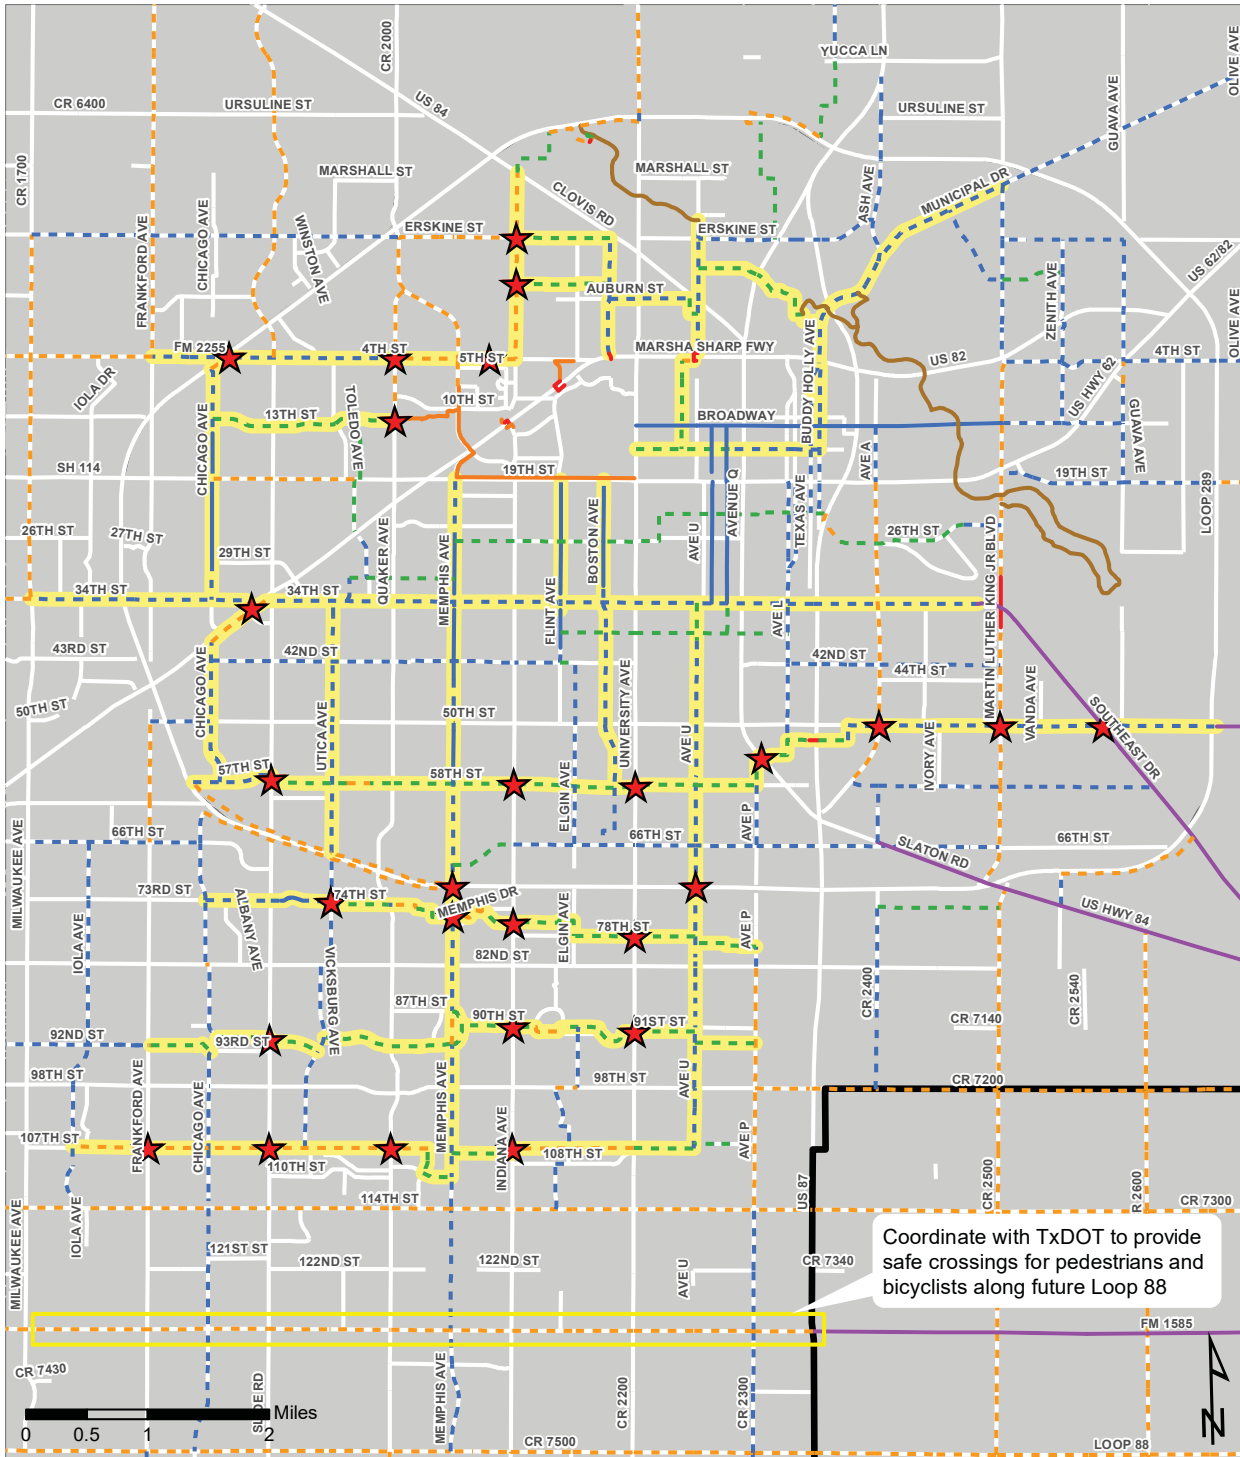 YUCCA LN
OLIVE AVE
CR 2000
US 84
CR 6400
URSULINE ST
URSULINE ST
GUAVA AVE
CR 1700
MARSHALL ST
MARSHALL ST
ASH AVE
MUNICIPAL DR
CLOVIS RD
FRANKFORD AVE
CHICAGO AVE
WINSTON AVE
ERSKINE ST
ERSKINE ST
US 62/82
ZENITH AVE
AUBURN ST
OLIVE AVE
FM 2255
4TH ST
5TH ST
MARSHA SHARP FWY
BUDDY HOLLY AVE
US 82
4TH ST
IOLA DR
US HWY 62
10TH ST
13TH ST
TOLEDO AVE
BROADWAY
GUAVA AVE
CHICAGO AVE
AVE A
SH 114
19TH ST
19TH ST
AVENUE Q
TEXAS AVE
LOOP 289
26TH ST
27TH ST
29TH ST
QUAKER AVE
MEMPHIS AVE
BOSTON AVE
AVE U
26TH ST
MARTIN LUTHER KING JR BLVD
34TH ST
34TH ST
FLINT AVE
AVE L
43RD ST
CHICAGO AVE
42ND ST
42ND ST
44TH ST
UNIVERSITY AVE
VANDA AVE
50TH ST
UTICA AVE
50TH ST
AVE U
SOUTHEAST DR
IVORY AVE
57TH ST
58TH ST
ELGIN AVE
AVE P
MILWAUKEE AVE
66TH ST
66TH ST
66TH ST
SLATON RD
73RD ST
74TH ST
MEMPHIS DR
US HWY 84
ALBANY AVE
IOLA AVE
ELGIN AVE
78TH ST
AVE P
82ND ST
VICKSBURG AVE
CR 2400
CR 2540
87TH ST
90TH ST
91ST ST
CR 7140
92ND ST
93RD ST
98TH ST
98TH ST
CR 7200
FRANKFORD AVE
CHICAGO AVE
MEMPHIS AVE
INDIANA AVE
AVE U
AVE P
107TH ST
108TH ST
110TH ST
114TH ST
US 87
CR 2500
R 2600
CR 7300
MILWAUKEE AVE
IOLA AVE
121ST ST
122ND ST
122ND ST
AVE U
CR 7340
Coordinate with TxDOT to provide
safe crossings for pedestrians and
bicyclists along future Loop 88
FM 1585
CR 7430
MEMPHIS AVE
CR 2200
CR 2300
Miles
0 0.5 1 2
CR 7500
LOOP 88
N